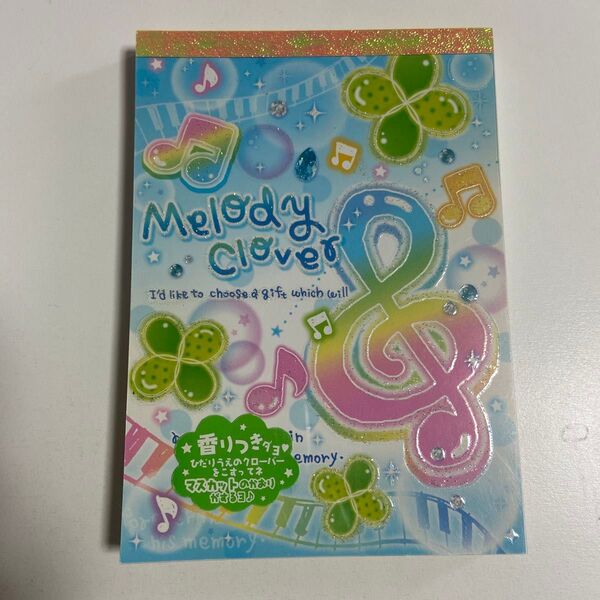 Melody
Clover
I'd like to choose a gift which will
in
memory.
香りつきダヨ♥
ひだりうえのクローバー
をこすってネ
マスカットのかおり
がするヨ♪
his memory.